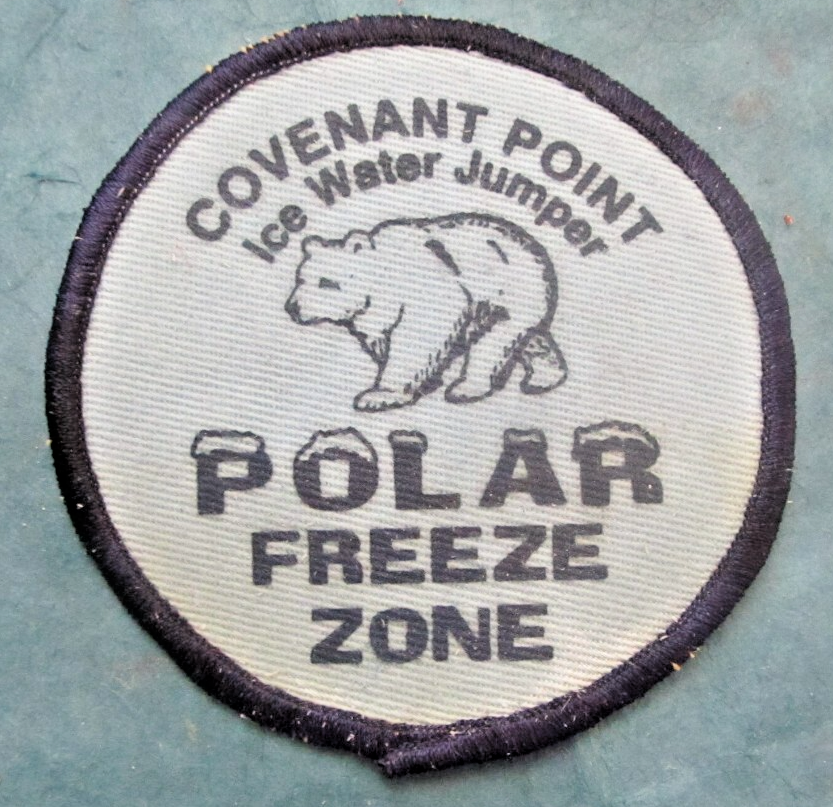 COVENANT POINT
Ice Water Jumper
POLAR
FREEZE
ZONE